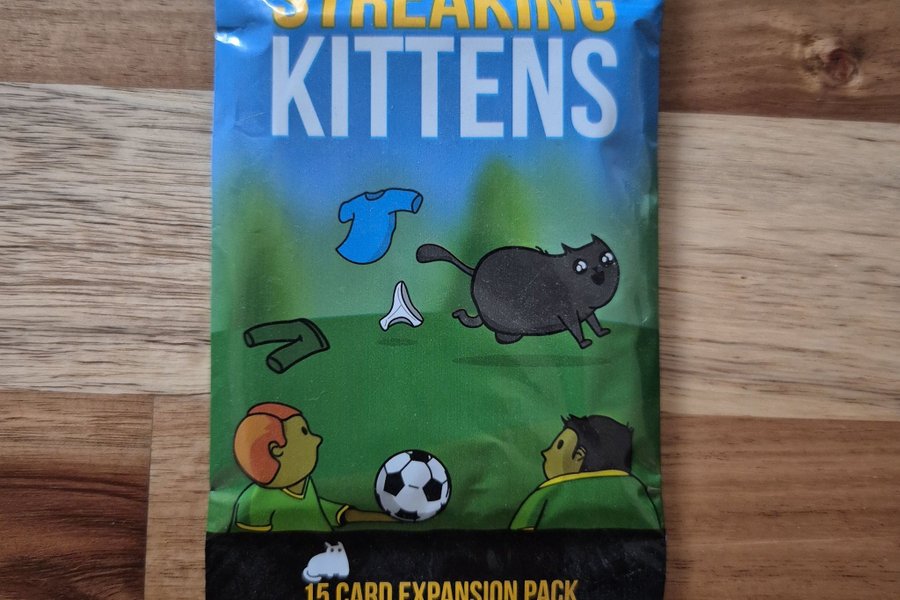 STREAKING
KITTENS
15 CARD EXPANSION PACK